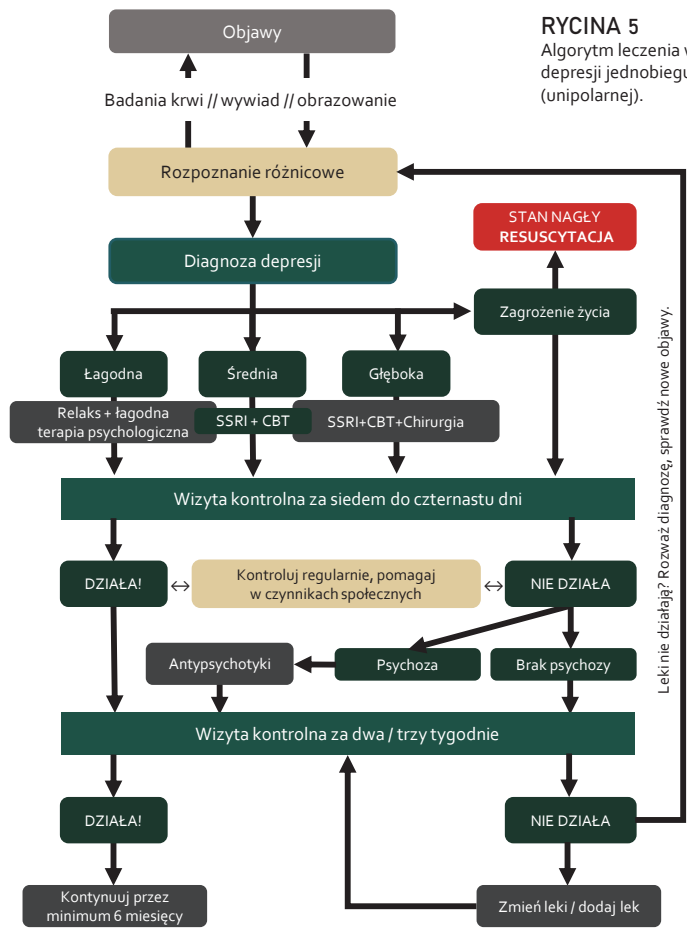 RYCINA 5
Algorytm leczenia w
depresji jednobiegu
(unipolarnej).
Objawy
Badania krwi // wywiad // obrazowanie
Rozpoznanie różnicowe
STAN NAGŁY
RESUSCYTACJA
Diagnoza depresji
Zagrożenie życia
Łagodna
Średnia
Głęboka
Relaks + łagodna
terapia psychologiczna
SSRI + CBT
SSRI+CBT+Chirurgia
Wizyta kontrolna za siedem do czternastu dni
DZIAŁA!
↔
Kontroluj regularnie, pomagaj
w czynnikach społecznych
↔
NIE DZIAŁA
Antypsychotyki
Psychoza
Brak psychozy
Wizyta kontrolna za dwa / trzy tygodnie
DZIAŁA!
NIE DZIAŁA
Kontynuuj przez
minimum 6 miesięcy
Zmień leki / dodaj lek
Leki nie działają? Rozważ diagnozę, sprawdź nowe objawy.